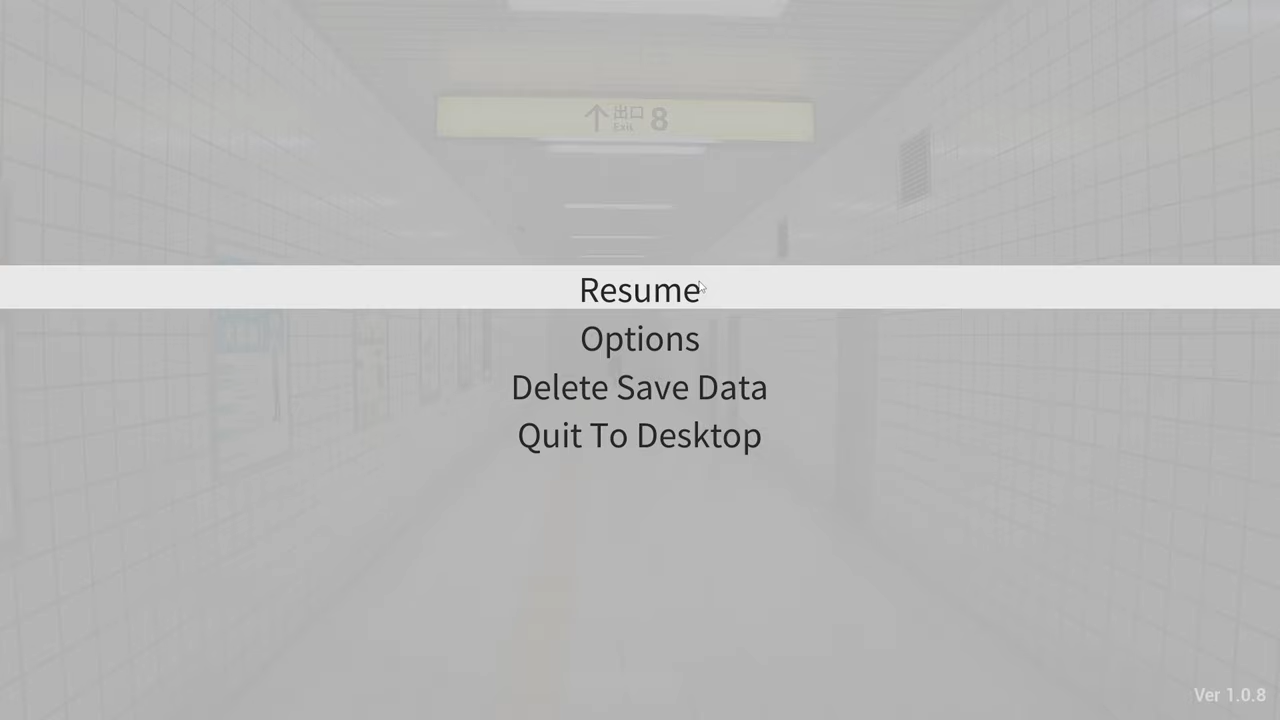 ↑ 出口 8
Exit
Resume
Options
Delete Save Data
Quit To Desktop
Ver 1.0.8